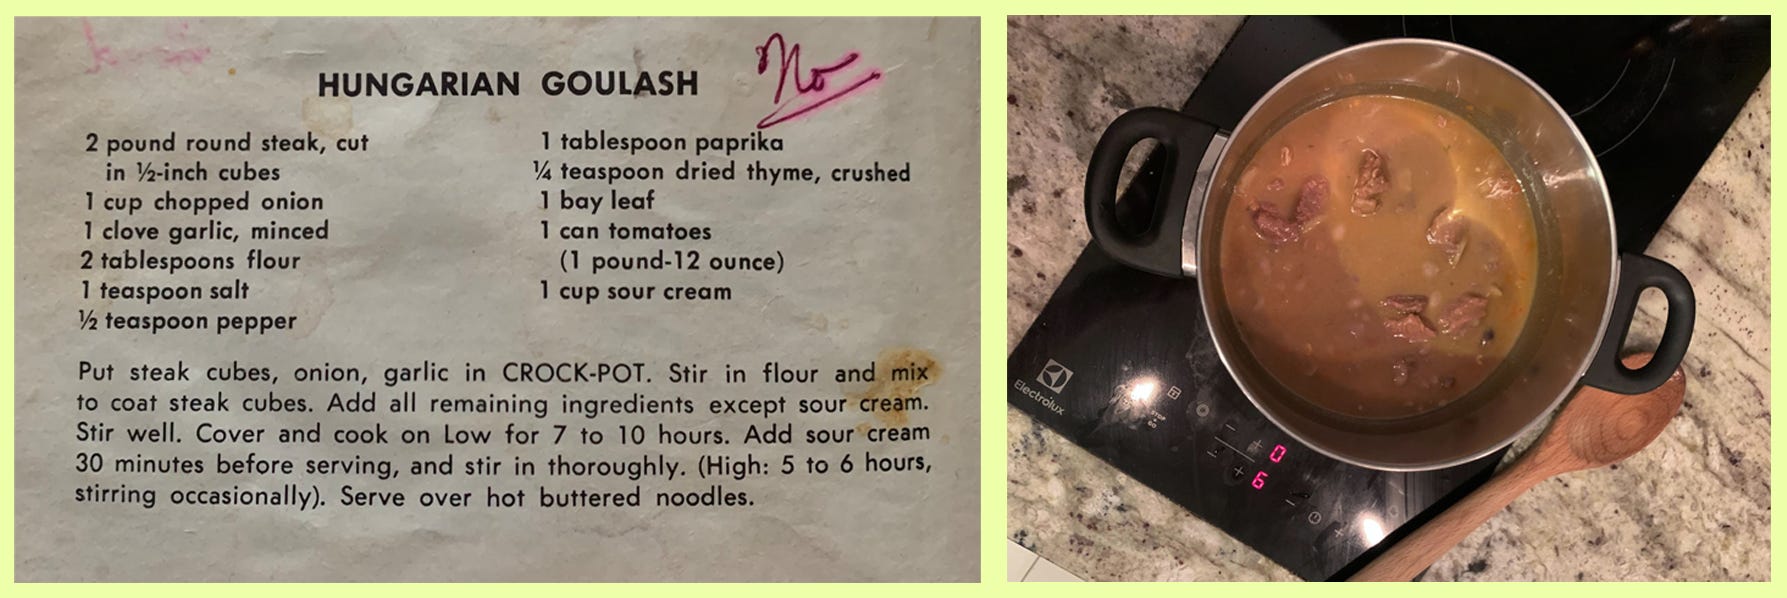 HUNGARIAN GOULASH
No
2 pound round steak, cut
in ½-inch cubes
1 cup chopped onion
1 clove garlic, minced
2 tablespoons flour
1 teaspoon salt
½ teaspoon pepper
1 tablespoon paprika
¼ teaspoon dried thyme, crushed
1 bay leaf
1 can tomatoes
(1 pound-12 ounce)
1 cup sour cream
Put steak cubes, onion, garlic in CROCK-POT. Stir in flour and mix
to coat steak cubes. Add all remaining ingredients except sour cream.
Stir well. Cover and cook on Low for 7 to 10 hours. Add sour cream
30 minutes before serving, and stir in thoroughly. (High: 5 to 6 hours,
stirring occasionally). Serve over hot buttered noodles.
Electrolux
STOP
GO
0
6